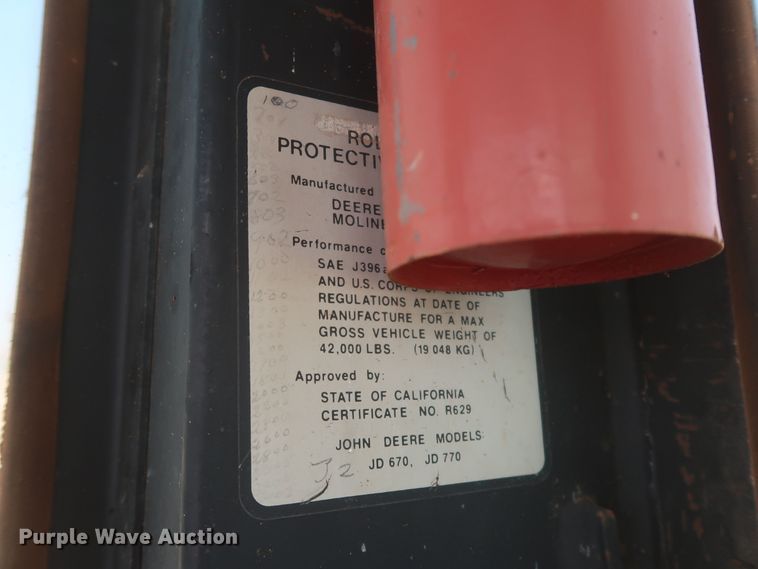 100
ROL
PROTECTIV
Manufactured
DEERE
MOLINE
Performance c
SAE J396a
AND U.S. CORPS OF ENGINEERS
REGULATIONS AT DATE OF
MANUFACTURE FOR A MAX
GROSS VEHICLE WEIGHT OF
42,000 LBS. (19 048 KG)
Approved by:
STATE OF CALIFORNIA
CERTIFICATE NO. R629
JOHN DEERE MODELS
JD 670, JD 770
Purple Wave Auction